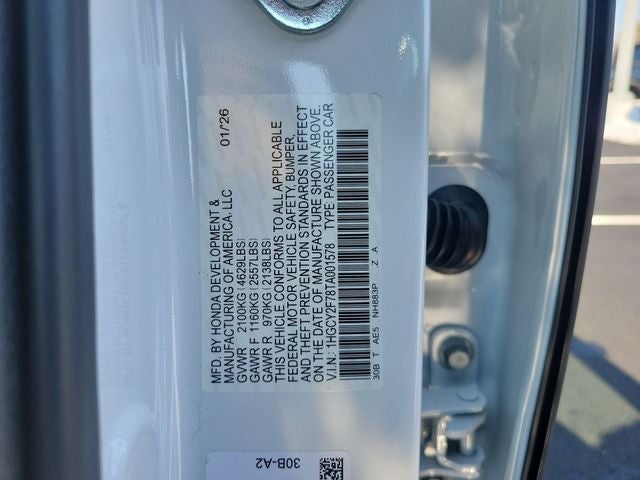 MFD. BY HONDA DEVELOPMENT &
MANUFACTURING OF AMERICA, LLC 01/'26
GVWR 2100KG(4629LBS)
GAWR F 1160KG(2557LBS)
GAWR R 970KG(2138LBS)
THIS VEHICLE CONFORMS TO ALL APPLICABLE
FEDERAL MOTOR VEHICLE SAFETY, BUMPER,
AND THEFT PREVENTION STANDARDS IN EFFECT
ON THE DATE OF MANUFACTURE SHOWN ABOVE.
V.I.N.: 1HGCY2F78TA001578 TYPE: PASSENGER CAR
30B T AE5 NH883P Z A
30B-A2